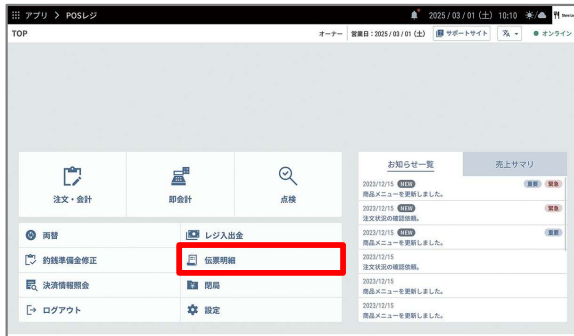 アプリ > POSレジ
2025 / 03 / 01 (土) 10:10
TOP
オーナー
営業日：2025 / 03 / 01 (土)
サポートサイト
オンライン
注文・会計
即会計
点検
両替
レジ入出金
釣銭準備金修正
伝票明細
決済情報照会
閉局
ログアウト
設定
お知らせ一覧
売上サマリ
2023/12/15 NEW 重要 緊急
商品メニューを更新しました。
2023/12/15 NEW 緊急
注文状況の確認依頼。
2023/12/15 NEW 重要
商品メニューを更新しました。
2023/12/15
注文状況の確認依頼。
2023/12/15
商品メニューを更新しました。
2023/12/15
商品メニューを更新しました。